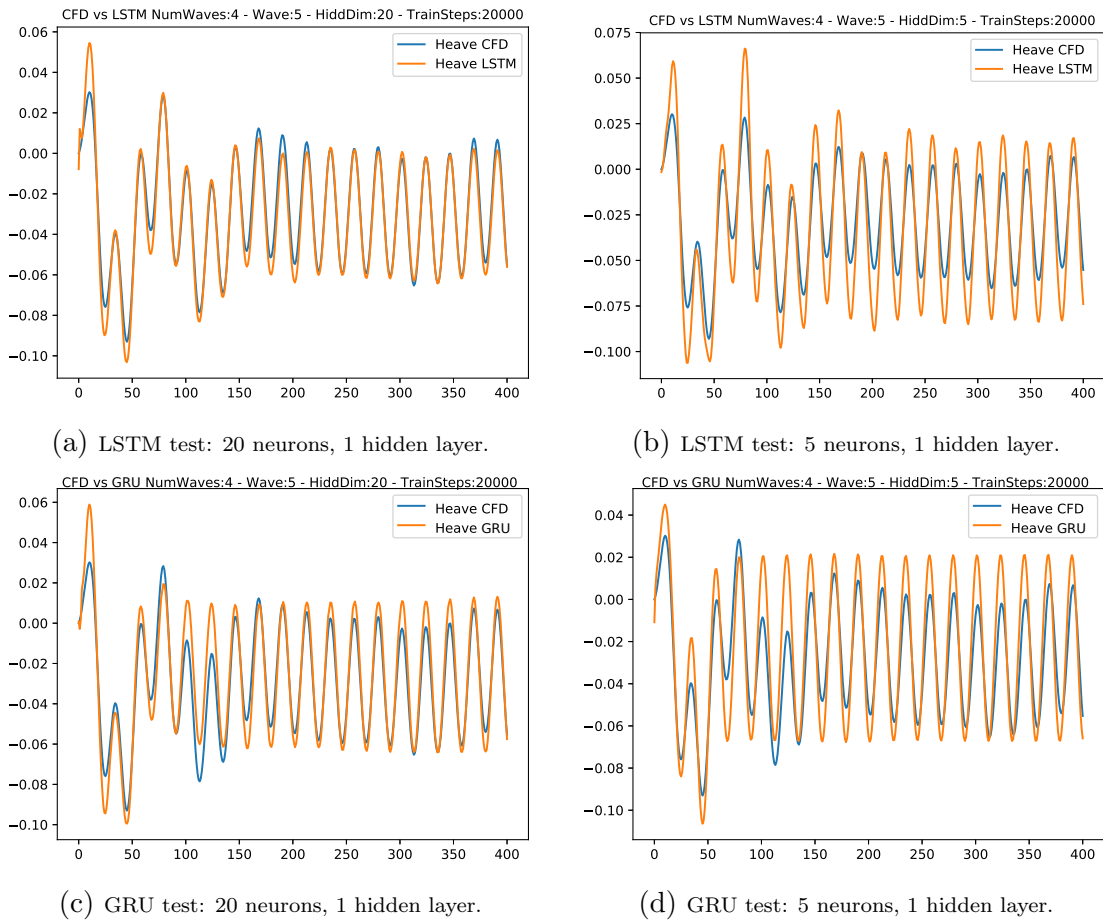 CFD vs LSTM NumWaves:4 - Wave:5 - HiddDim:20 - TrainSteps:20000
0.06
0.04
0.02
0.00
−0.02
−0.04
−0.06
−0.08
−0.10
0 50 100 150 200 250 300 350 400
Heave CFD
Heave LSTM
(a) LSTM test: 20 neurons, 1 hidden layer.
CFD vs LSTM NumWaves:4 - Wave:5 - HiddDim:5 - TrainSteps:20000
0.075
0.050
0.025
0.000
−0.025
−0.050
−0.075
−0.100
0 50 100 150 200 250 300 350 400
Heave CFD
Heave LSTM
(b) LSTM test: 5 neurons, 1 hidden layer.
CFD vs GRU NumWaves:4 - Wave:5 - HiddDim:20 - TrainSteps:20000
0.06
0.04
0.02
0.00
−0.02
−0.04
−0.06
−0.08
−0.10
0 50 100 150 200 250 300 350 400
Heave CFD
Heave GRU
(c) GRU test: 20 neurons, 1 hidden layer.
CFD vs GRU NumWaves:4 - Wave:5 - HiddDim:5 - TrainSteps:20000
0.04
0.02
0.00
−0.02
−0.04
−0.06
−0.08
−0.10
0 50 100 150 200 250 300 350 400
Heave CFD
Heave GRU
(d) GRU test: 5 neurons, 1 hidden layer.